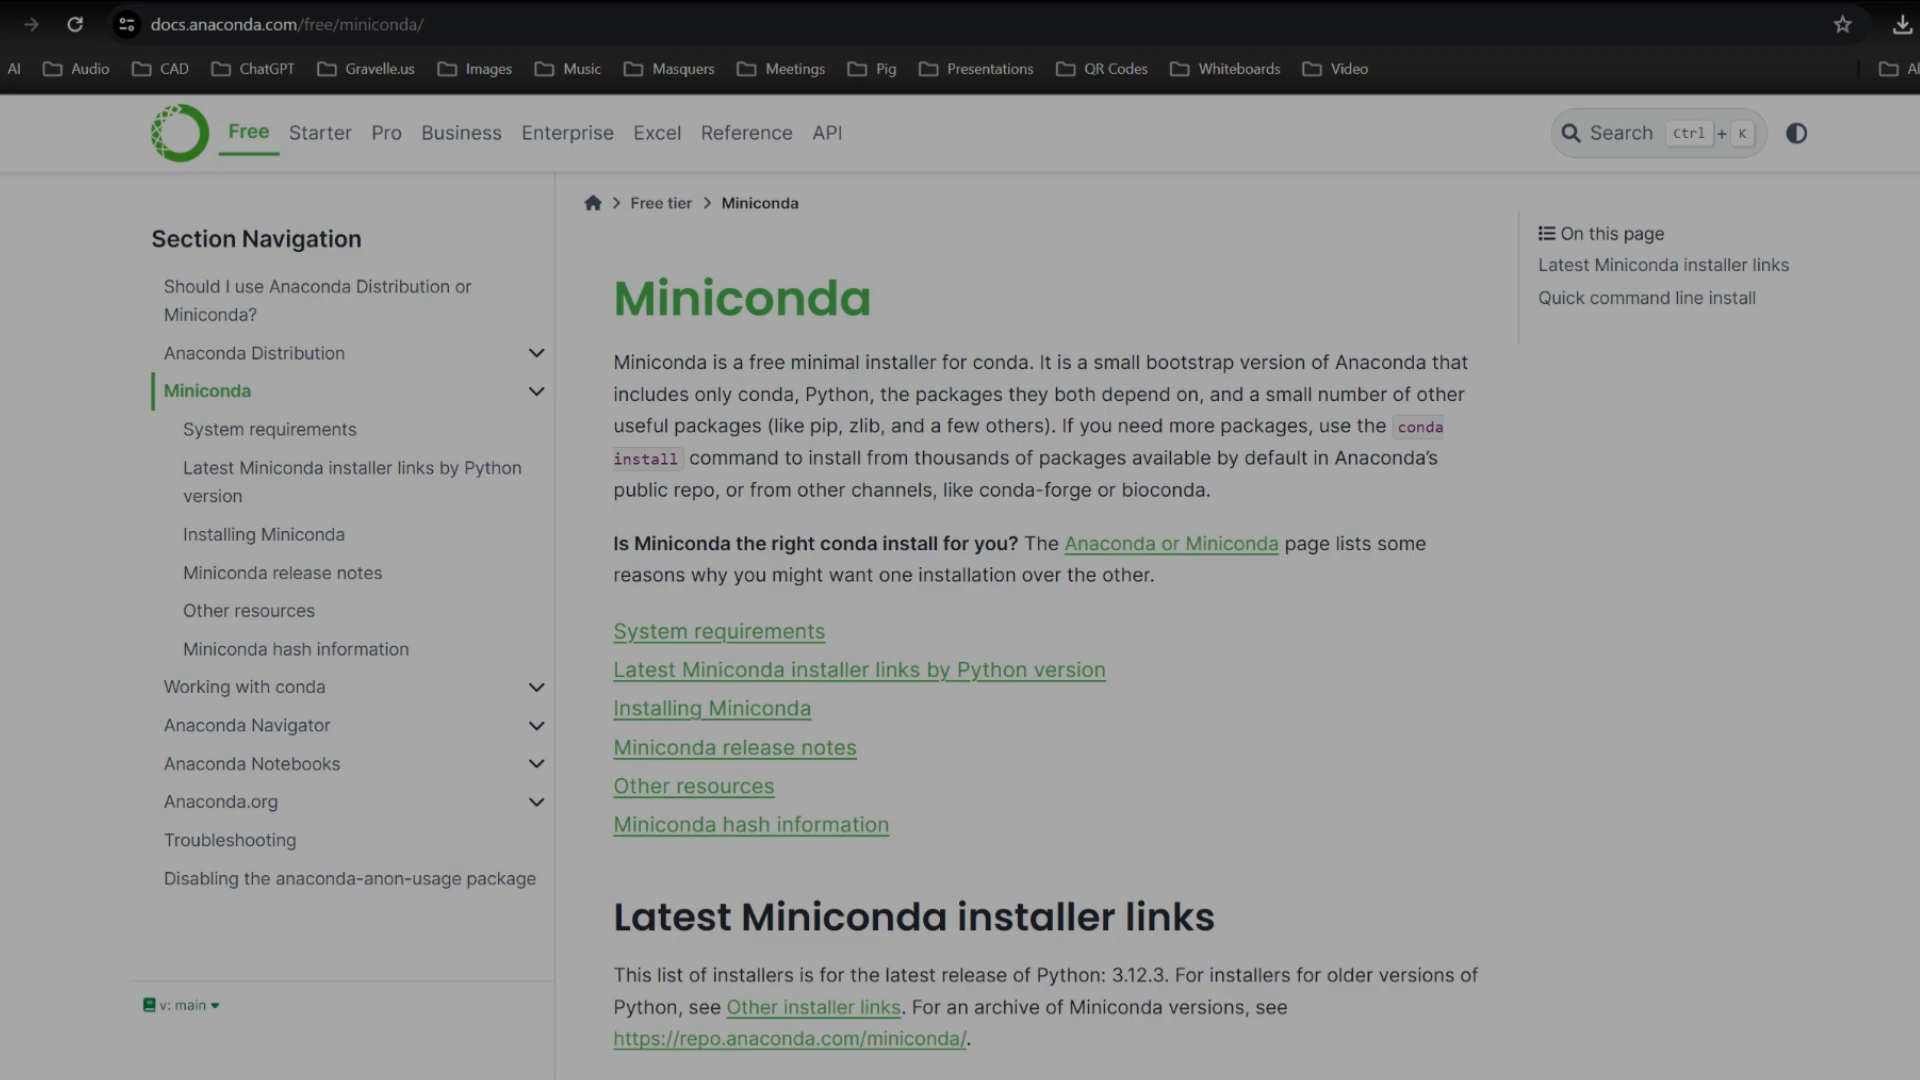 docs.anaconda.com/free/miniconda/
AI Audio CAD ChatGPT Gravelle.us Images Music Masquers Meetings Pig Presentations QR Codes Whiteboards Video
Free Starter Pro Business Enterprise Excel Reference API
Search Ctrl + K
Free tier Miniconda
Section Navigation
Should I use Anaconda Distribution or
Miniconda?
Anaconda Distribution
Miniconda
System requirements
Latest Miniconda installer links by Python
version
Installing Miniconda
Miniconda release notes
Other resources
Miniconda hash information
Working with conda
Anaconda Navigator
Anaconda Notebooks
Anaconda.org
Troubleshooting
Disabling the anaconda-anon-usage package
v: main
Miniconda
Miniconda is a free minimal installer for conda. It is a small bootstrap version of Anaconda that
includes only conda, Python, the packages they both depend on, and a small number of other
useful packages (like pip, zlib, and a few others). If you need more packages, use the conda
install command to install from thousands of packages available by default in Anaconda’s
public repo, or from other channels, like conda-forge or bioconda.
Is Miniconda the right conda install for you? The Anaconda or Miniconda page lists some
reasons why you might want one installation over the other.
System requirements
Latest Miniconda installer links by Python version
Installing Miniconda
Miniconda release notes
Other resources
Miniconda hash information
Latest Miniconda installer links
This list of installers is for the latest release of Python: 3.12.3. For installers for older versions of
Python, see Other installer links. For an archive of Miniconda versions, see
https://repo.anaconda.com/miniconda/.
On this page
Latest Miniconda installer links
Quick command line install